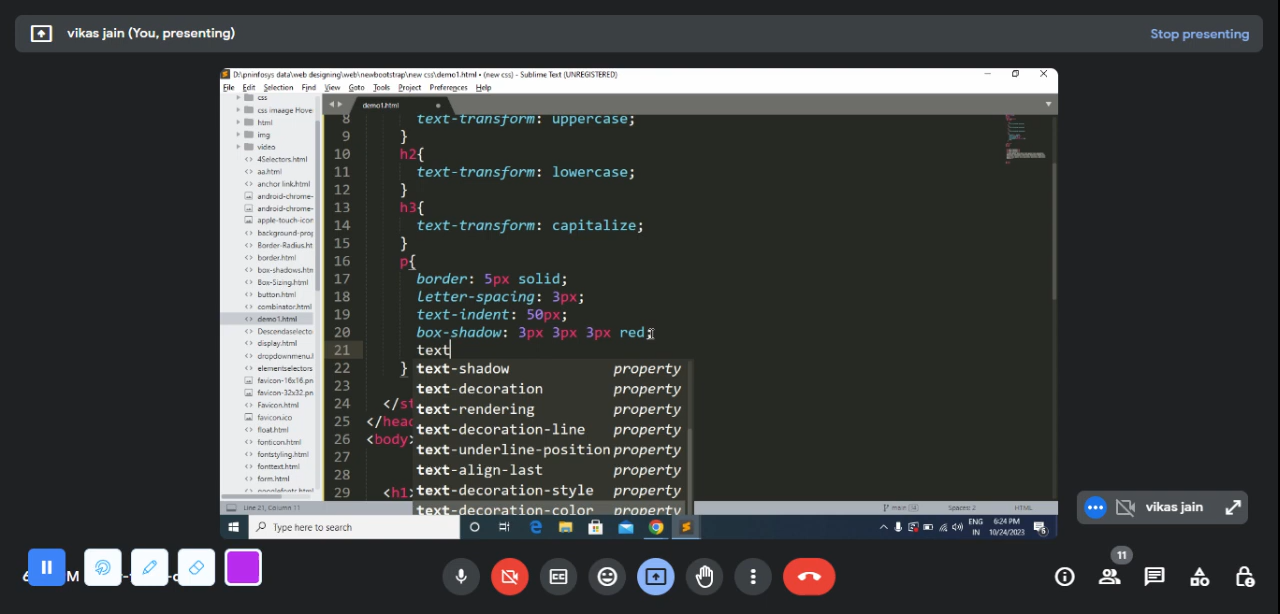 vikas jain (You, presenting)
Stop presenting
D:\pninfosys data\web designing\web\newbootstrap\new css\demo1.html • (new css) - Sublime Text (UNREGISTERED)
File Edit Selection Find View Goto Tools Project Preferences Help
demo1.html
css
css imaage Hove
html
img
video
4Selectors.html
aa.html
anchor link.html
android-chrome-
android-chrome-
apple-touch-icon
background-prop
Border-Radius.ht
border.html
box-shadows.htm
Box-Sizing.html
button.html
combinator.html
demo1.html
Descendaselecto
display.html
dropdownmenu.l
elementselectors
favicon-16x16.pn
favicon-32x32.pn
Favicon.html
favicon.ico
float.html
fonticon.html
fontstyling.html
fonttext.html
form.html
googlefonts.html
8 text-transform: uppercase;
9 }
10 h2{
11 text-transform: lowercase;
12 }
13 h3{
14 text-transform: capitalize;
15 }
16 p{
17 border: 5px solid;
18 letter-spacing: 3px;
19 text-indent: 50px;
20 box-shadow: 3px 3px 3px red;
21 text
22 }
23
24 </st
25 </head
26 <body>
27
28
29 <h1>
text-shadow property
text-decoration property
text-rendering property
text-decoration-line property
text-underline-position property
text-align-last property
text-decoration-style property
text-decoration-color property
Line 21, Column 11
main
Spaces: 2
HTML
Type here to search
ENG
IN
6:24 PM
10/24/2023
6
vikas jain
11